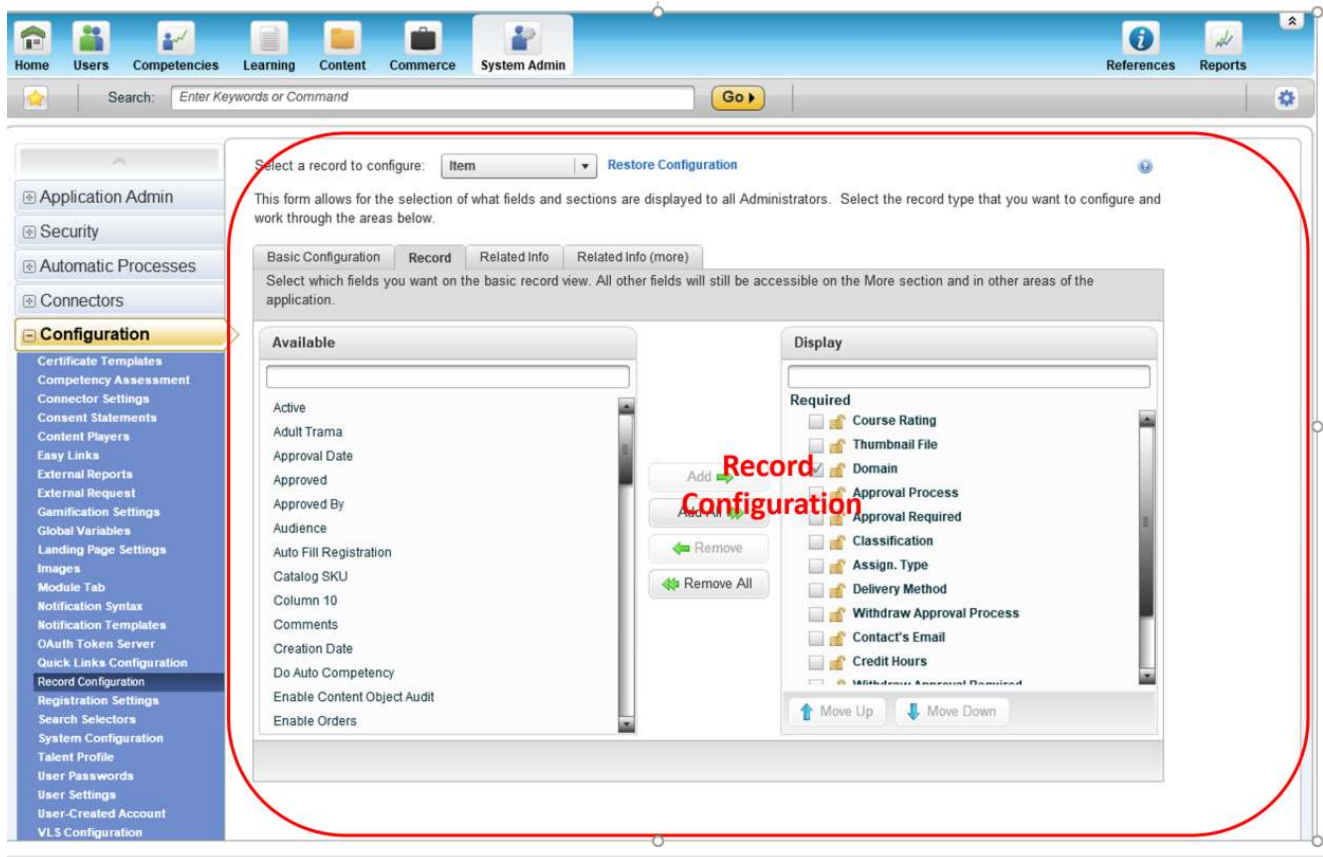 Home Users Competencies Learning Content Commerce System Admin References Reports
Search: Enter Keywords or Command Go
Application Admin
Security
Automatic Processes
Connectors
Configuration
Certificate Templates
Competency Assessment
Connector Settings
Consent Statements
Content Players
Easy Links
External Reports
External Request
Gamification Settings
Global Variables
Landing Page Settings
Images
Module Tab
Notification Syntax
Notification Templates
OAuth Token Server
Quick Links Configuration
Record Configuration
Registration Settings
Search Selectors
System Configuration
Talent Profile
User Passwords
User Settings
User-Created Account
VLS Configuration
Select a record to configure: Item Restore Configuration
This form allows for the selection of what fields and sections are displayed to all Administrators. Select the record type that you want to configure and
work through the areas below.
Basic Configuration Record Related Info Related Info (more)
Select which fields you want on the basic record view. All other fields will still be accessible on the More section and in other areas of the
application.
Available
Active
Adult Trama
Approval Date
Approved
Approved By
Audience
Auto Fill Registration
Catalog SKU
Column 10
Comments
Creation Date
Do Auto Competency
Enable Content Object Audit
Enable Orders
Add
Add All
Remove
Remove All
Record
Configuration
Display
Required
Course Rating
Thumbnail File
Domain
Approval Process
Approval Required
Classification
Assign. Type
Delivery Method
Withdraw Approval Process
Contact's Email
Credit Hours
Withdraw Approval Required
Move Up Move Down